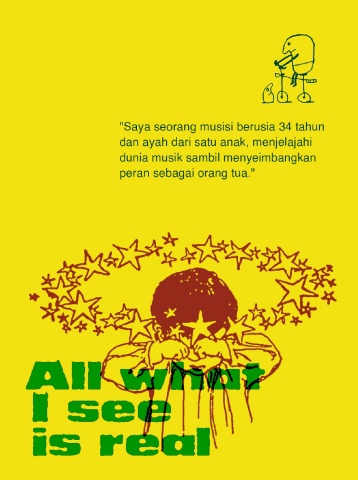 "Saya seorang musisi berusia 34 tahun
dan ayah dari satu anak, menjelajahi
dunia musik sambil menyeimbangkan
peran sebagai orang tua."
All what
I see
is real